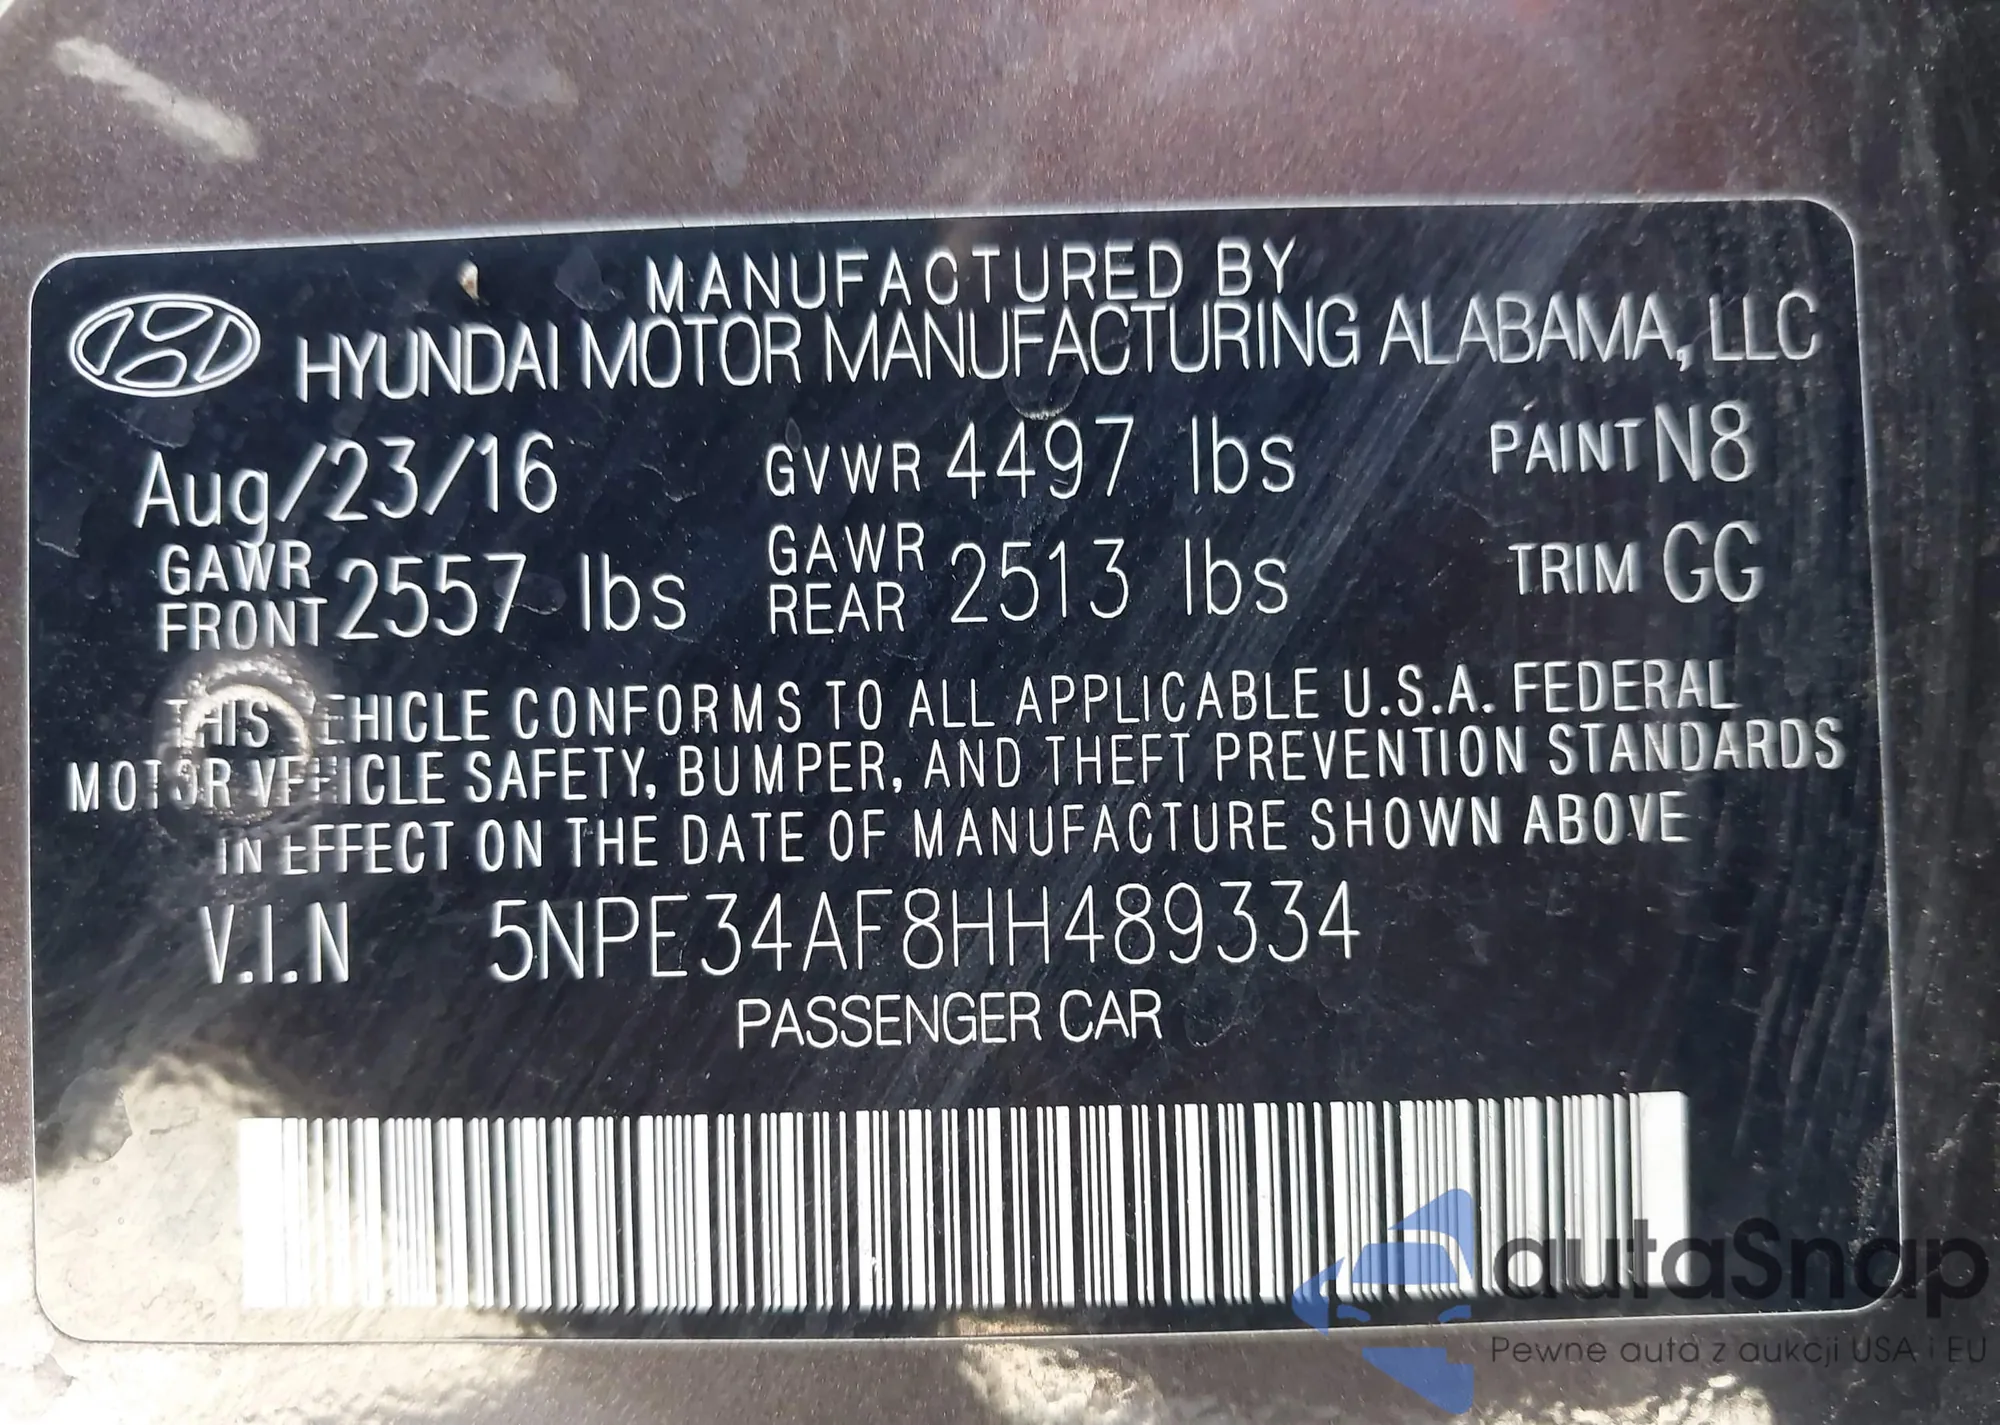 MANUFACTURED BY
HYUNDAI MOTOR MANUFACTURING ALABAMA, LLC
Aug/23/16 GVWR 4497 lbs PAINT N8
GAWR FRONT 2557 lbs GAWR REAR 2513 lbs TRIM GG
THIS VEHICLE CONFORMS TO ALL APPLICABLE U.S.A. FEDERAL
MOTOR VEHICLE SAFETY, BUMPER, AND THEFT PREVENTION STANDARDS
IN EFFECT ON THE DATE OF MANUFACTURE SHOWN ABOVE
V.I.N 5NPE34AF8HH489334
PASSENGER CAR
autaSnap
Pewne auta z aukcji USA i EU